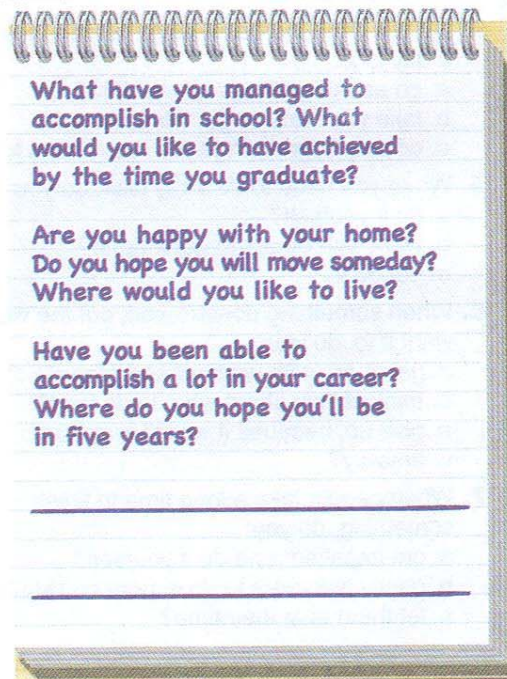 What have you managed to
accomplish in school? What
would you like to have achieved
by the time you graduate?
Are you happy with your home?
Do you hope you will move someday?
Where would you like to live?
Have you been able to
accomplish a lot in your career?
Where do you hope you'll be
in five years?